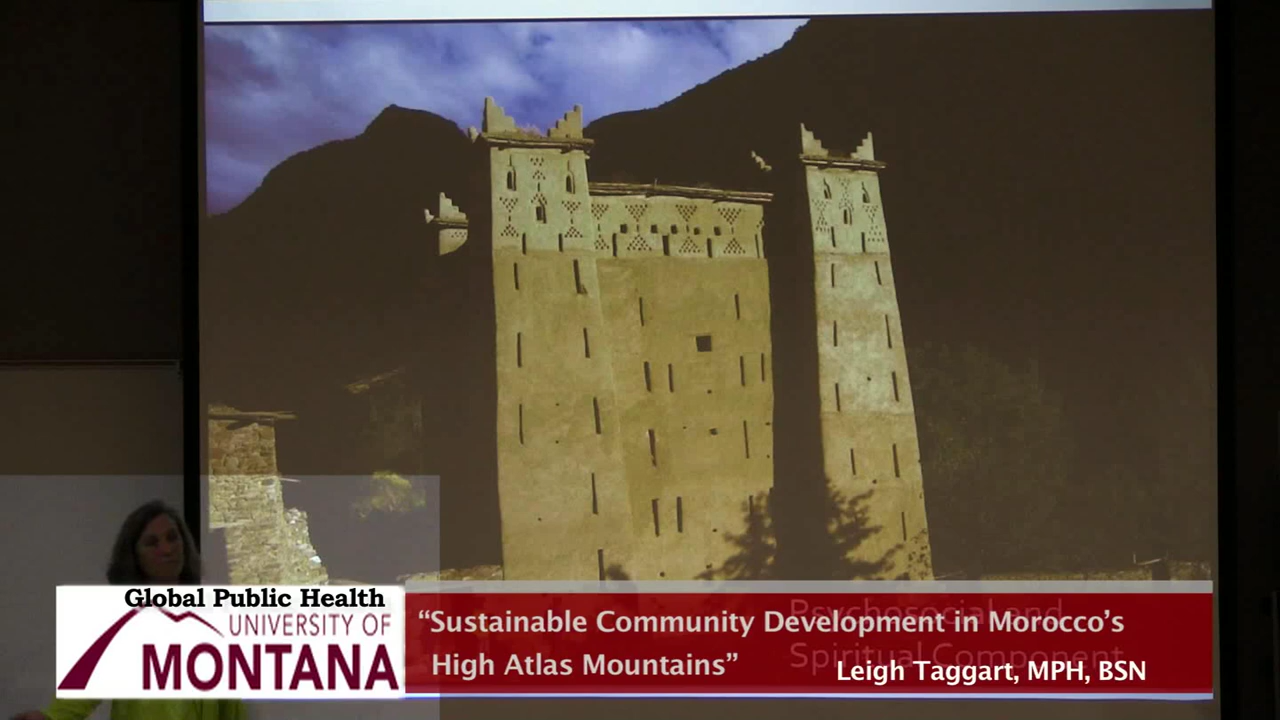 Global Public Health
UNIVERSITY OF
MONTANA
“Sustainable Community Development in Morocco’s
High Atlas Mountains”
Leigh Taggart, MPH, BSN
Psychosocial and
Spiritual Component